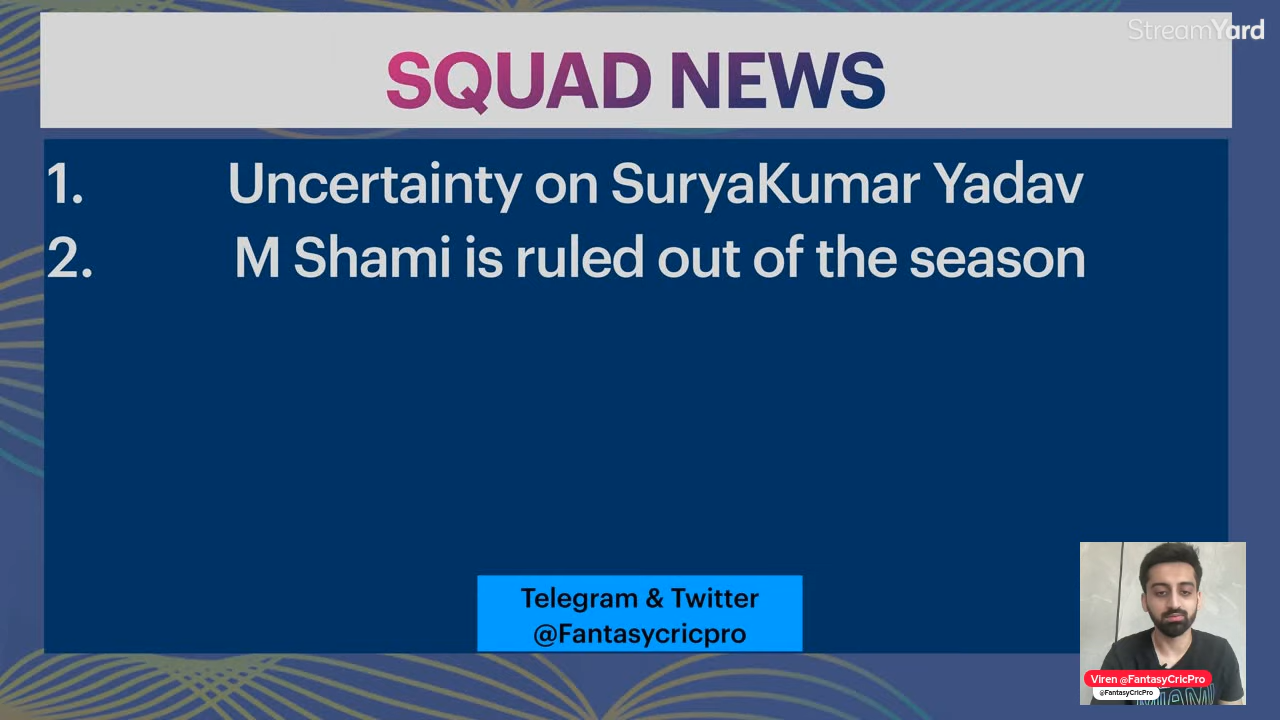 StreamYard
SQUAD NEWS
1. Uncertainty on SuryaKumar Yadav
2. M Shami is ruled out of the season
Telegram & Twitter
@Fantasycricpro
Viren @FantasyCricPro
@FantasyCricPro
MIAMI